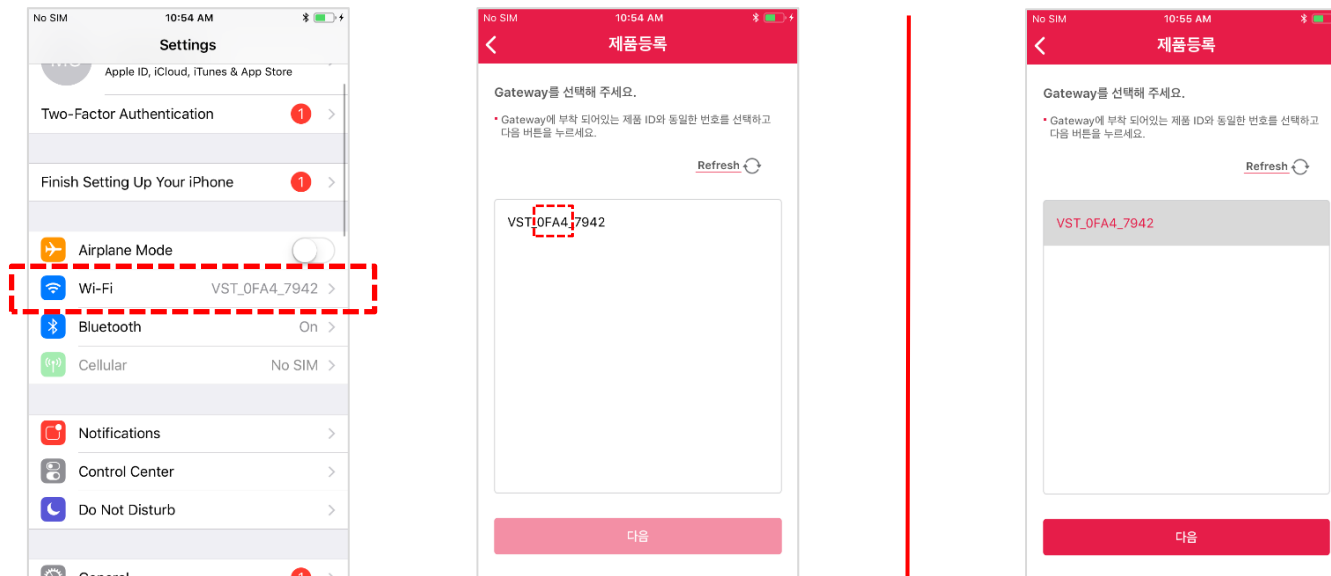 No SIM 10:54 AM
Settings
Apple ID, iCloud, iTunes & App Store
Two-Factor Authentication 1
Finish Setting Up Your iPhone 1
Airplane Mode
Wi-Fi VST_0FA4_7942
Bluetooth On
Cellular No SIM
Notifications
Control Center
Do Not Disturb
General 1
No SIM 10:54 AM
제품등록
Gateway를 선택해 주세요.
Gateway에 부착 되어있는 제품 ID와 동일한 번호를 선택하고
다음 버튼을 누르세요.
Refresh
VST_0FA4_7942
다음
No SIM 10:55 AM
제품등록
Gateway를 선택해 주세요.
Gateway에 부착 되어있는 제품 ID와 동일한 번호를 선택하고
다음 버튼을 누르세요.
Refresh
VST_0FA4_7942
다음